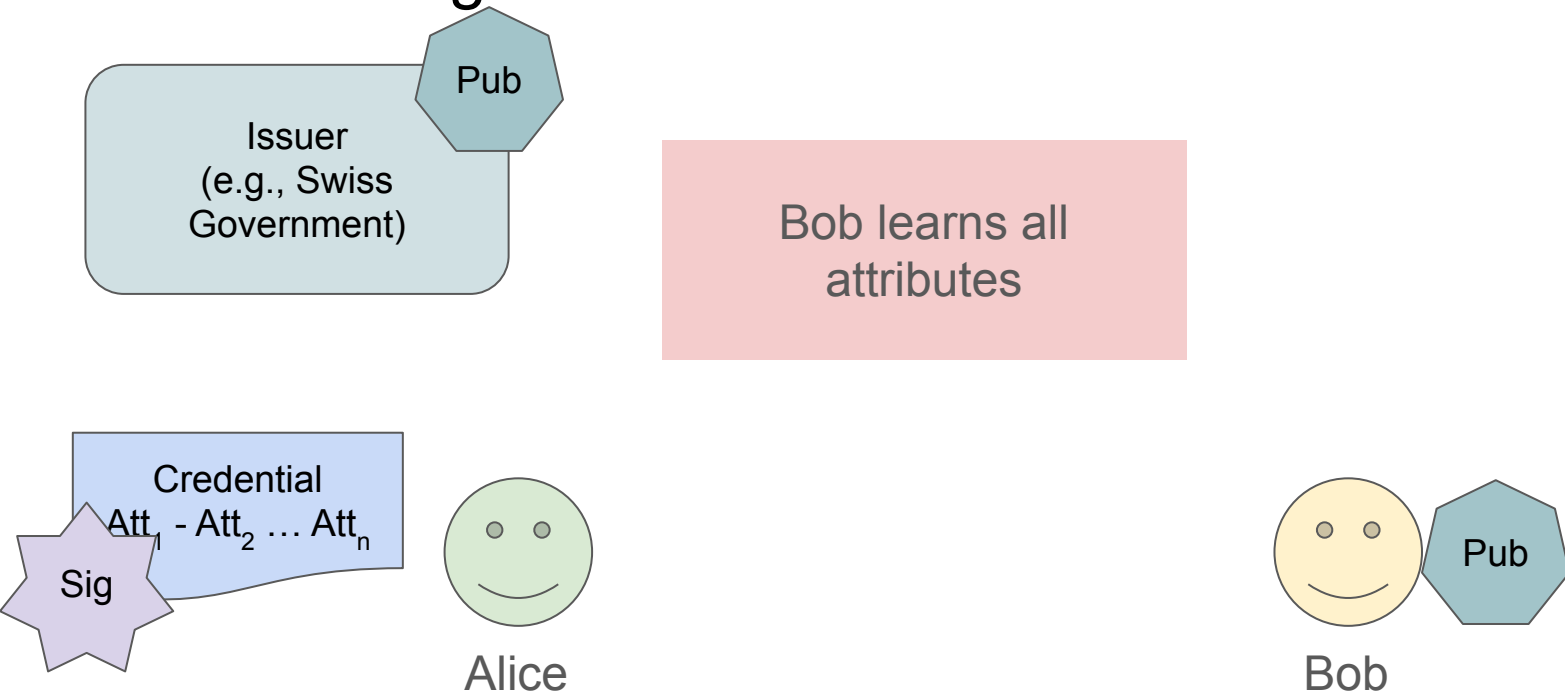 Pub
Issuer
(e.g., Swiss
Government)
Bob learns all
attributes
Credential
Att1 - Att2 … Attn
Sig
Pub
Alice
Bob